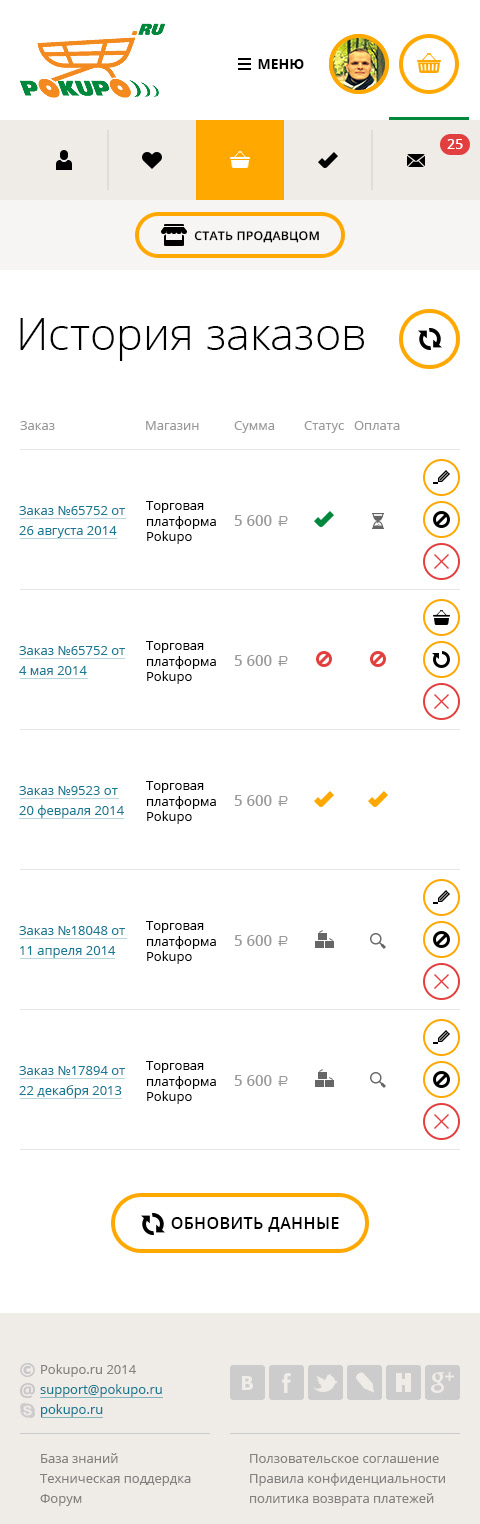 .RU
POKUPO
МЕНЮ
25
СТАТЬ ПРОДАВЦОМ
История заказов
Заказ Магазин Сумма Статус Оплата
Заказ №65752 от
26 августа 2014
Торговая
платформа
Pokupo
5 600 ₽
Заказ №65752 от
4 мая 2014
Торговая
платформа
Pokupo
5 600 ₽
Заказ №9523 от
20 февраля 2014
Торговая
платформа
Pokupo
5 600 ₽
Заказ №18048 от
11 апреля 2014
Торговая
платформа
Pokupo
5 600 ₽
Заказ №17894 от
22 декабря 2013
Торговая
платформа
Pokupo
5 600 ₽
ОБНОВИТЬ ДАННЫЕ
© Pokupo.ru 2014
@ support@pokupo.ru
pokupo.ru
База знаний
Техническая поддердка
Форум
Ползовательское соглашение
Правила конфиденциальности
политика возврата платежей